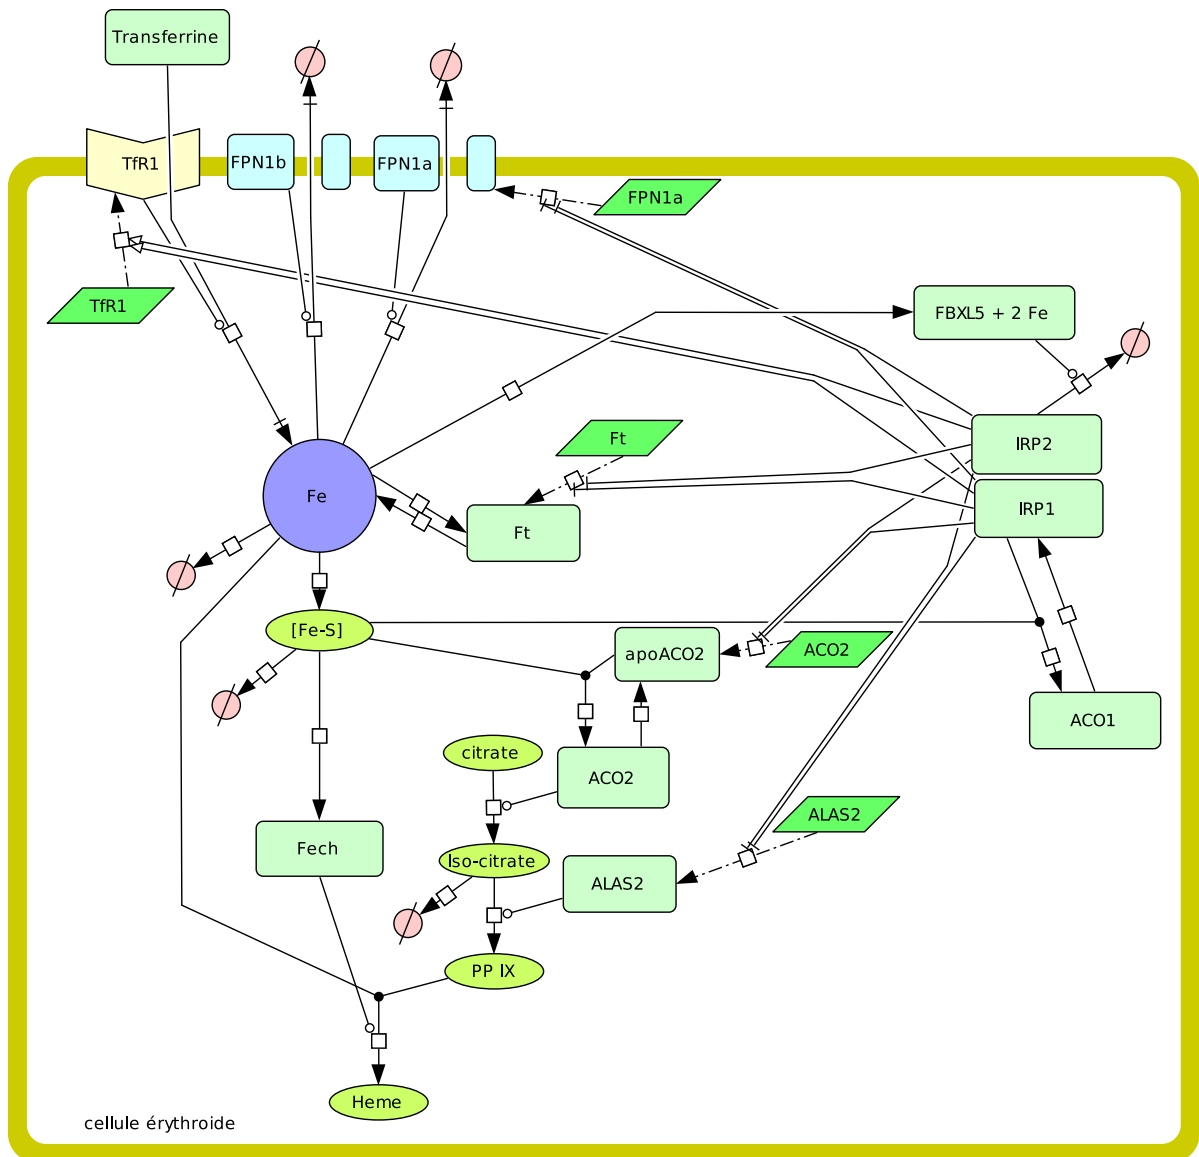 Transferrine
TfR1
FPN1b
FPN1a
FPN1a
TfR1
FBXL5 + 2 Fe
Ft
IRP2
Fe
IRP1
Ft
[Fe-S]
apoACO2
ACO2
ACO1
citrate
ACO2
ALAS2
Fech
Iso-citrate
ALAS2
PP IX
Heme
cellule érythroide